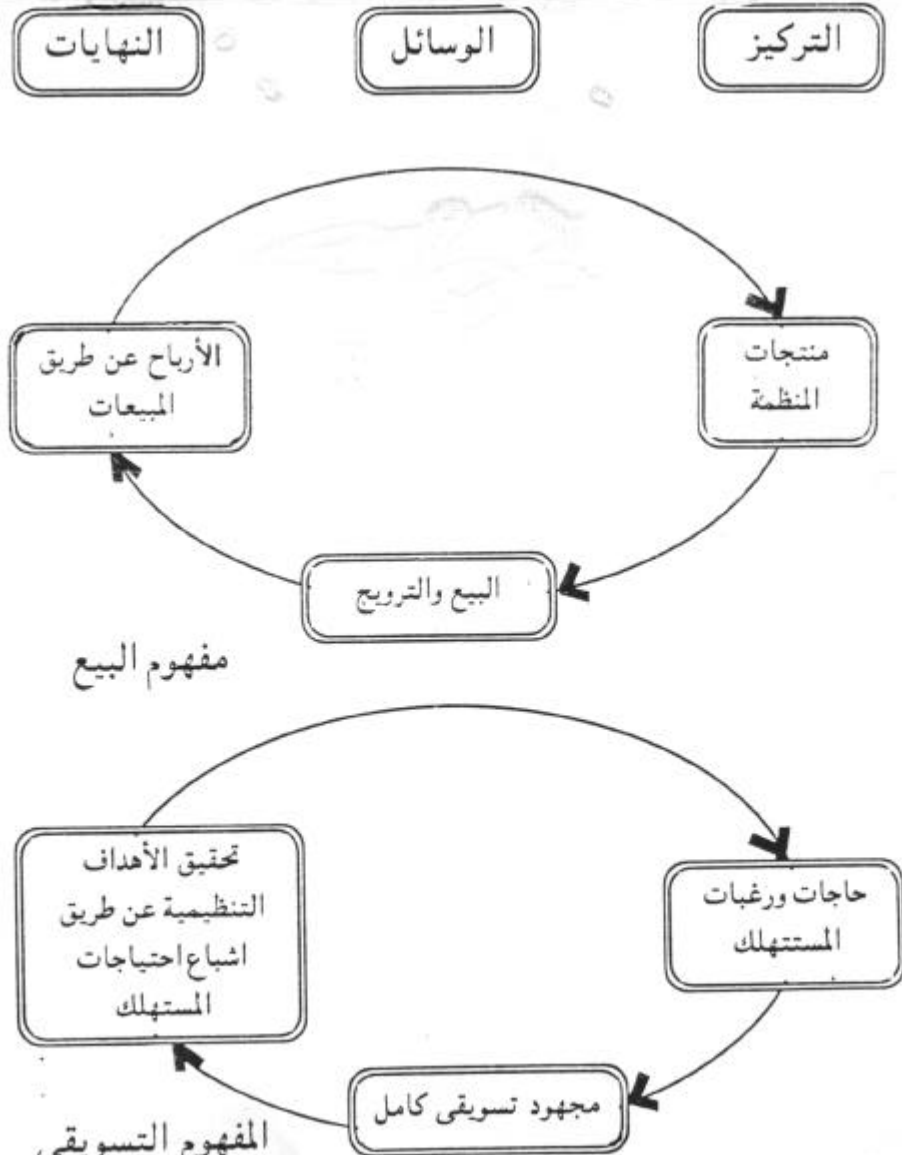 التركيز
الوسائل
النهايات
منتجات
المنظمة
الأرباح عن طريق
المبيعات
البيع والترويج
مفهوم البيع
حاجات ورغبات
المستتهلك
تحقيق الأهداف
التنظيمية عن طريق
اشباع احتياجات
المستهلك
مجهود تسويقى كامل
المفهوم التسويقى